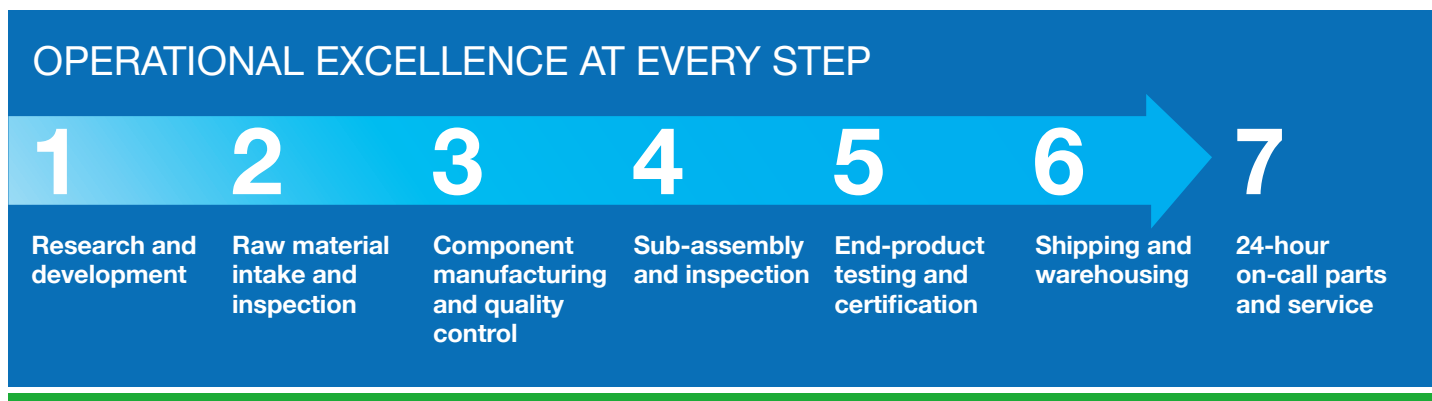 OPERATIONAL EXCELLENCE AT EVERY STEP
1
Research and
development
2
Raw material
intake and
inspection
3
Component
manufacturing
and quality
control
4
Sub-assembly
and inspection
5
End-product
testing and
certification
6
Shipping and
warehousing
7
24-hour
on-call parts
and service